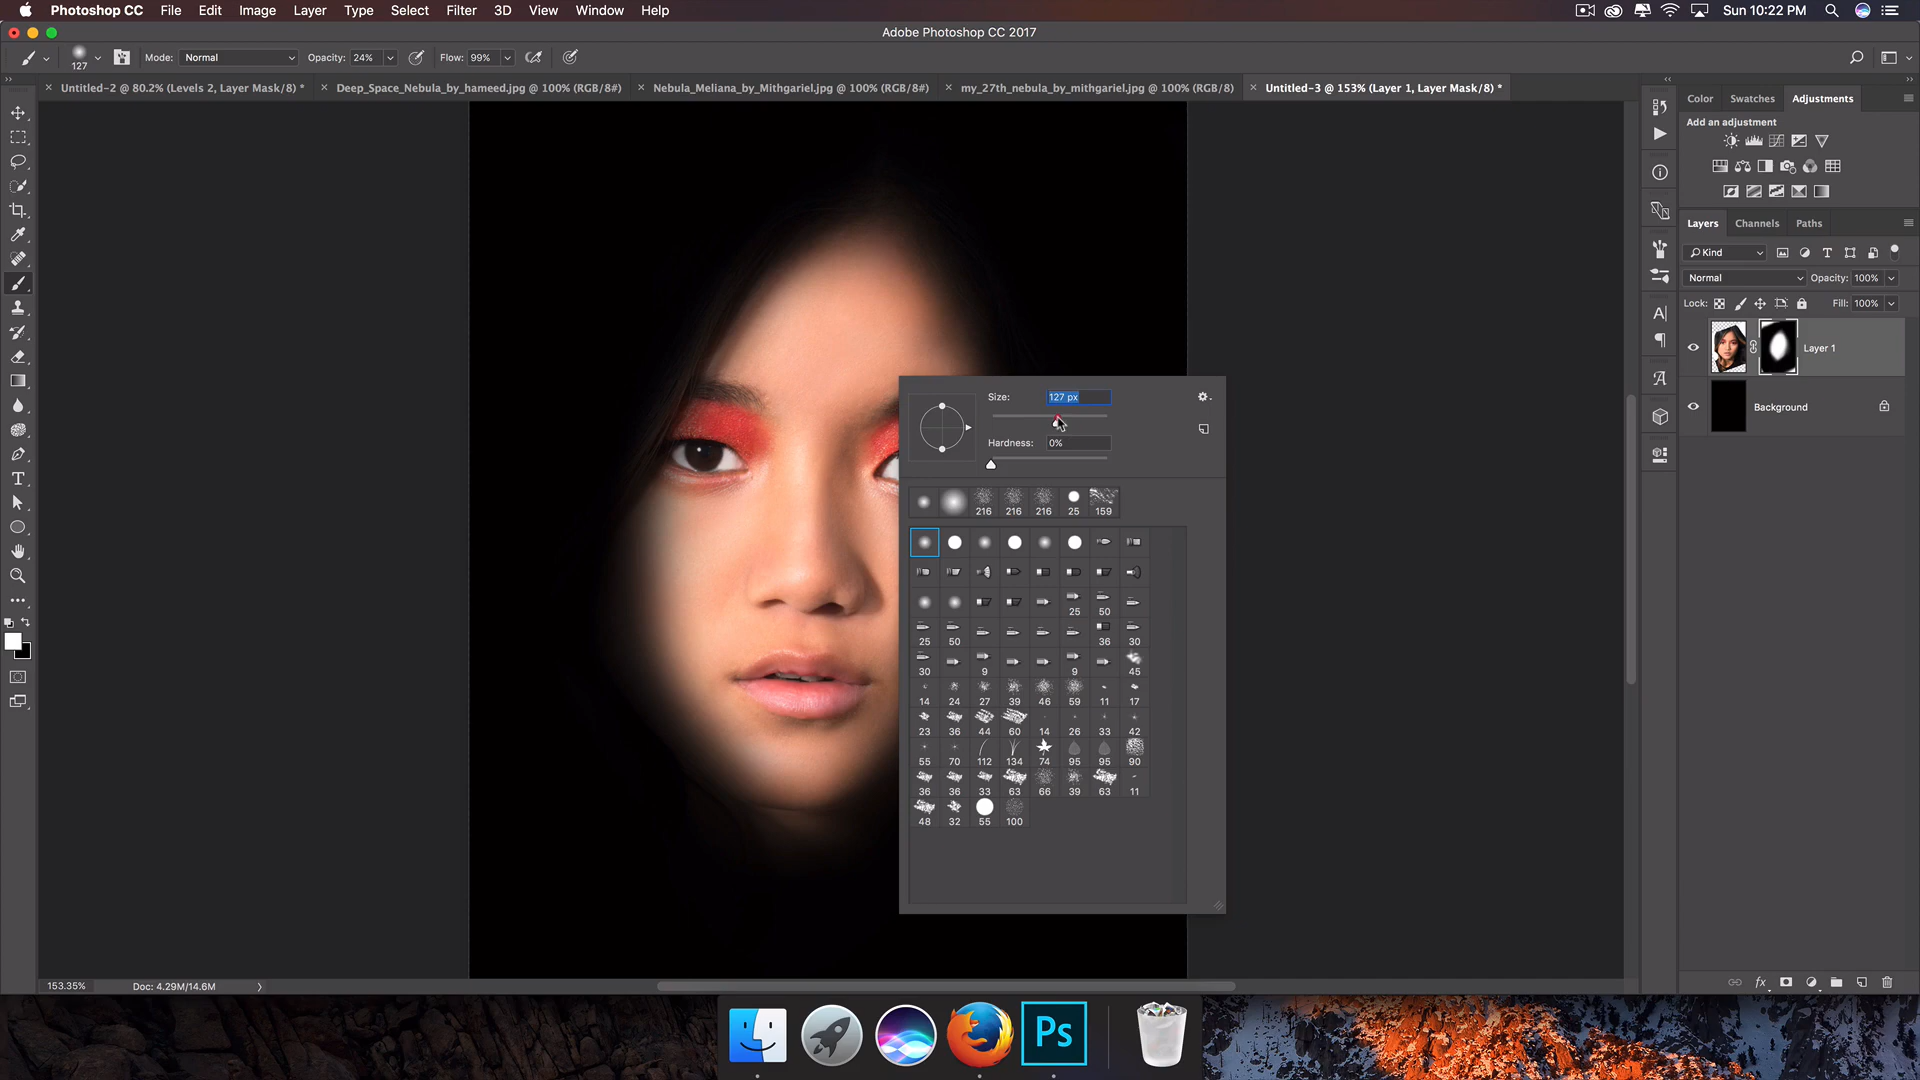 Photoshop CC File Edit Image Layer Type Select Filter 3D View Window Help Sun 10:22 PM
Adobe Photoshop CC 2017
127 Mode: Normal Opacity: 24% Flow: 99%
Untitled-2 @ 80.2% (Levels 2, Layer Mask/8) * Deep_Space_Nebula_by_hameed.jpg @ 100% (RGB/8#) Nebula_Meliana_by_Mithgariel.jpg @ 100% (RGB/8#) my_27th_nebula_by_mithgariel.jpg @ 100% (RGB/8) Untitled-3 @ 153% (Layer 1, Layer Mask/8) *
Color Swatches Adjustments
Add an adjustment
Layers Channels Paths
Kind
Normal Opacity: 100%
Lock: Fill: 100%
Layer 1
Background
Size: 127 px
Hardness: 0%
216 216 216 25 159
25 50
25 50 36 30
30 9 9 45
14 24 27 39 46 59 11 17
23 36 44 60 14 26 33 42
55 70 112 134 74 95 95 90
36 36 33 63 66 39 63 11
48 32 55 100
153.35% Doc: 4.29M/14.6M
fx
Ps